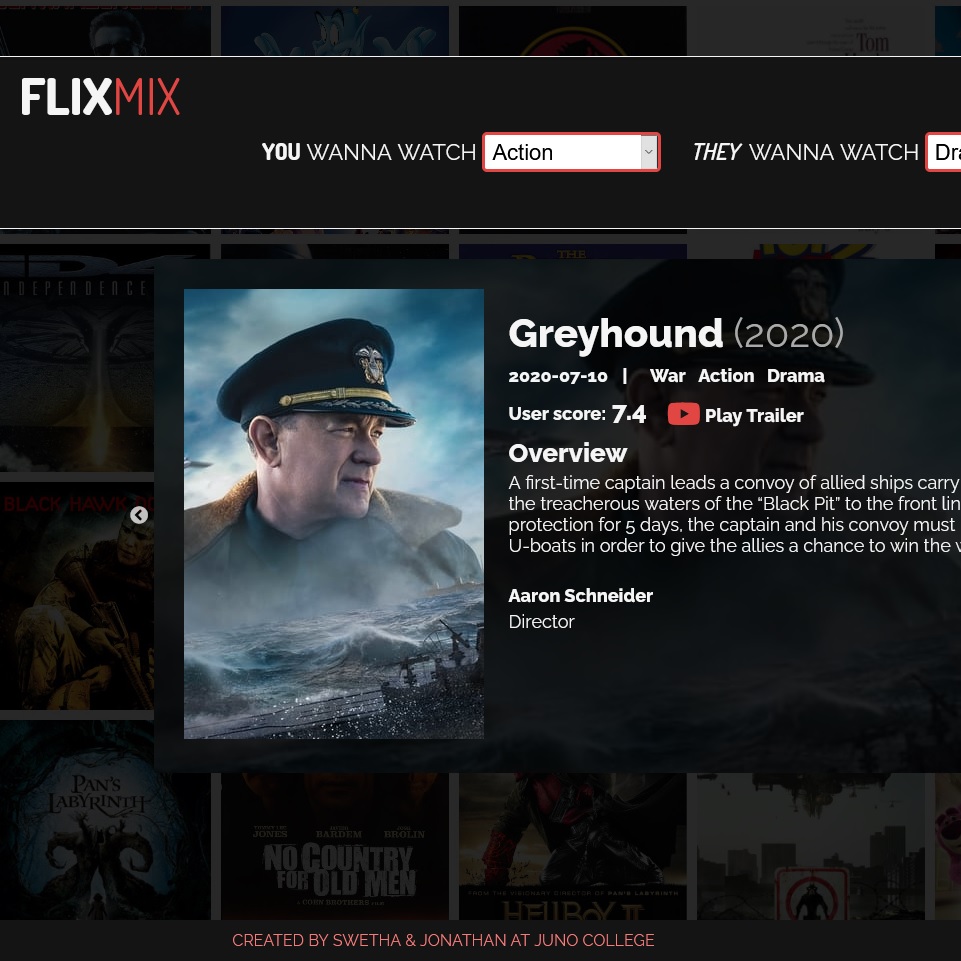 Tom
FLIXMIX
YOU WANNA WATCH Action
THEY WANNA WATCH Dra
THE
INDEPENDENCE
Greyhound (2020)
2020-07-10 | War Action Drama
User score: 7.4 Play Trailer
Overview
A first-time captain leads a convoy of allied ships carry
the treacherous waters of the “Black Pit” to the front lin
protection for 5 days, the captain and his convoy must
U-boats in order to give the allies a chance to win the w
Aaron Schneider
Director
BLACK HAWK DO
PAN'S
LABYRINTH
TOMMY LEE JAVIER JOSH
JONES BARDEM BROLIN
NO COUNTRY
FOR OLD MEN
A COEN BROTHERS FILM
FROM THE VISIONARY DIRECTOR OF PAN'S LABYRINTH
HELLBOY II
CREATED BY SWETHA & JONATHAN AT JUNO COLLEGE